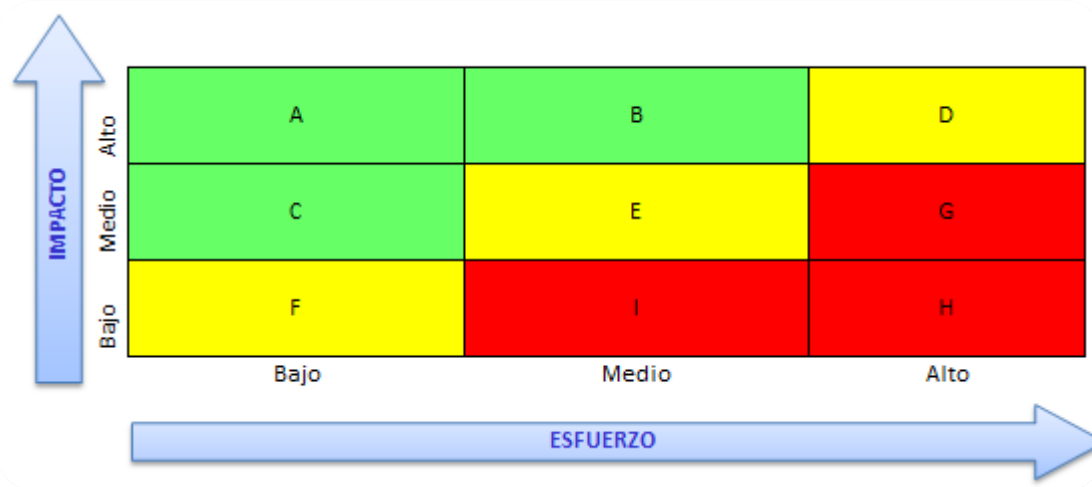 IMPACTO
Alto
A
B
D
Medio
C
E
G
Bajo
F
I
H
Bajo
Medio
Alto
ESFUERZO